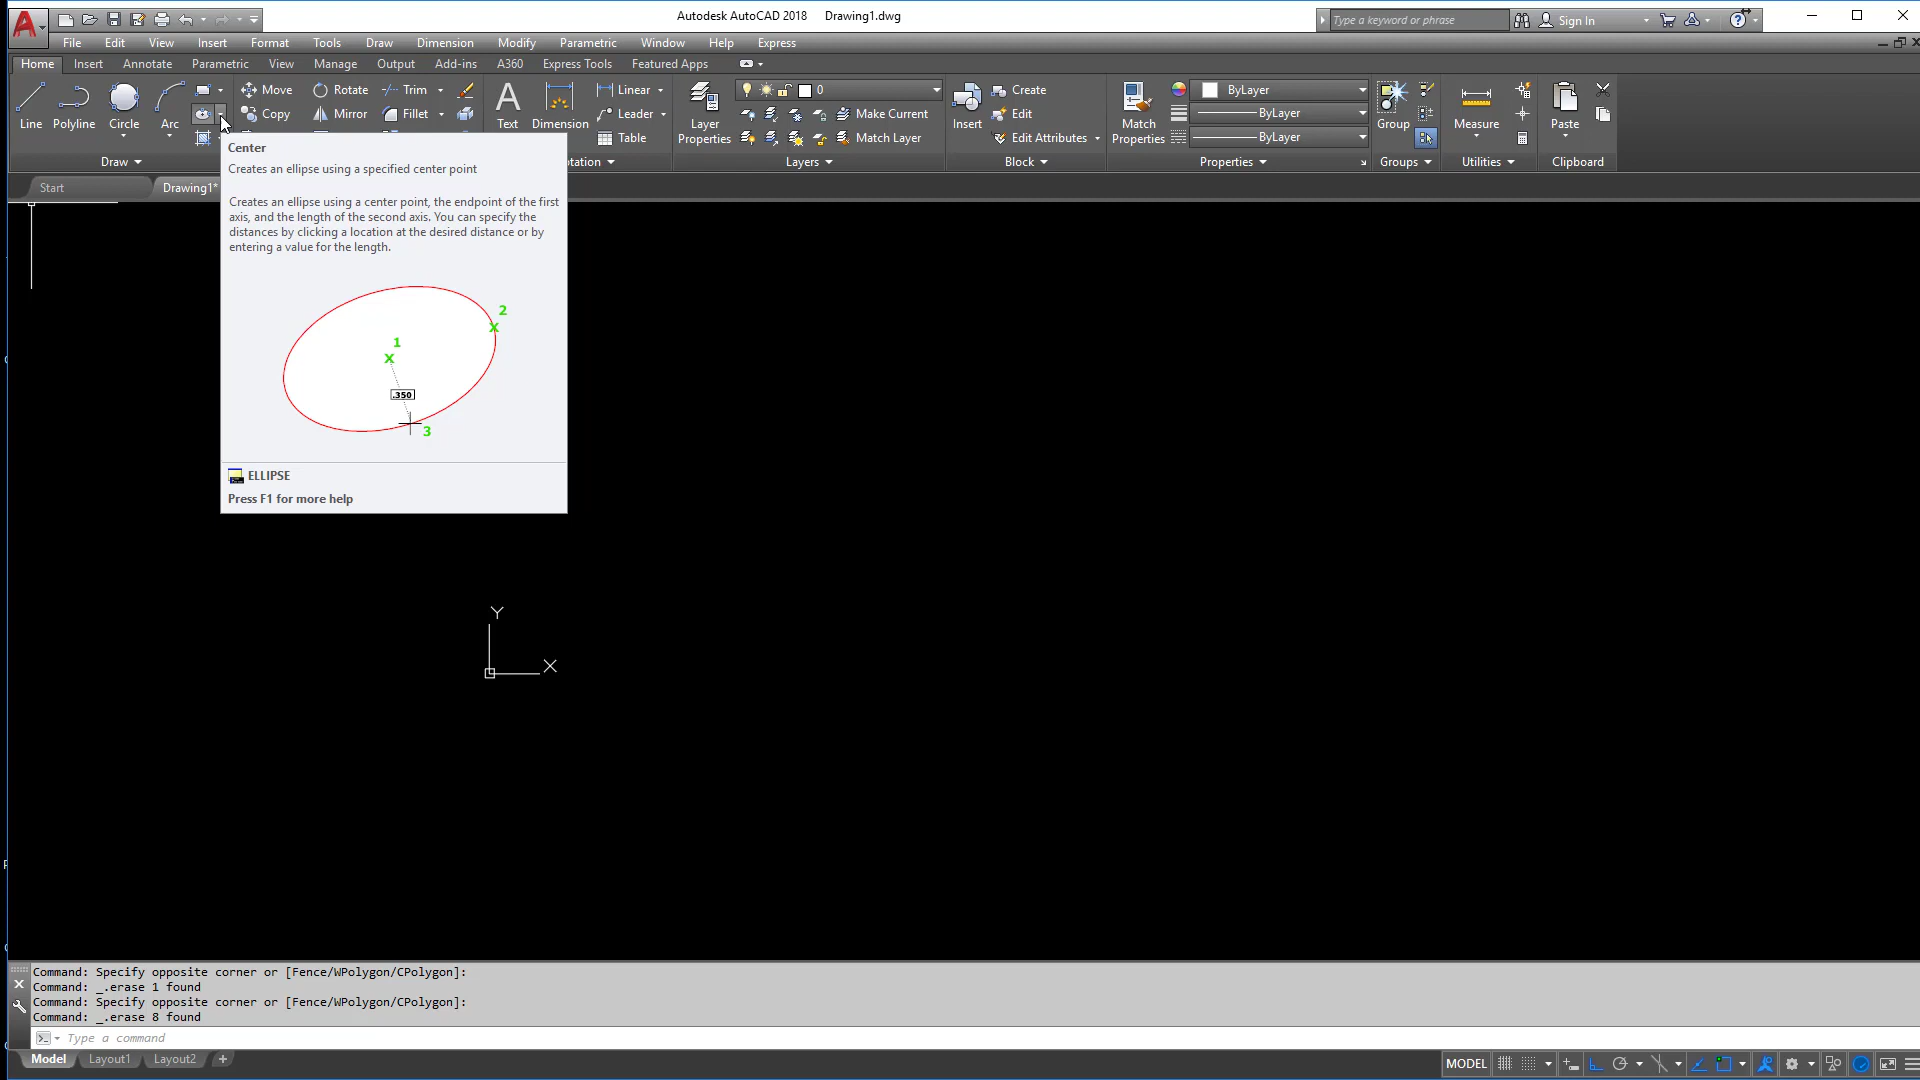 Autodesk AutoCAD 2018 Drawing1.dwg
Type a keyword or phrase
Sign In
File Edit View Insert Format Tools Draw Dimension Modify Parametric Window Help Express
Home Insert Annotate Parametric View Manage Output Add-ins A360 Express Tools Featured Apps
Line Polyline Circle Arc
Move Rotate Trim
Copy Mirror Fillet
Text Dimension
Linear
Leader
Table
Layer Properties
0
Make Current
Match Layer
Insert
Create
Edit
Edit Attributes
Match Properties
ByLayer
ByLayer
ByLayer
Group
Measure
Paste
Draw
Layers
Block
Properties
Groups
Utilities
Clipboard
Start
Drawing1*
Center
Creates an ellipse using a specified center point
Creates an ellipse using a center point, the endpoint of the first
axis, and the length of the second axis. You can specify the
distances by clicking a location at the desired distance or by
entering a value for the length.
2
1
.350
3
ELLIPSE
Press F1 for more help
Y
X
Command: Specify opposite corner or [Fence/WPolygon/CPolygon]:
Command: _.erase 1 found
Command: Specify opposite corner or [Fence/WPolygon/CPolygon]:
Command: _.erase 8 found
Type a command
Model Layout1 Layout2 +
MODEL